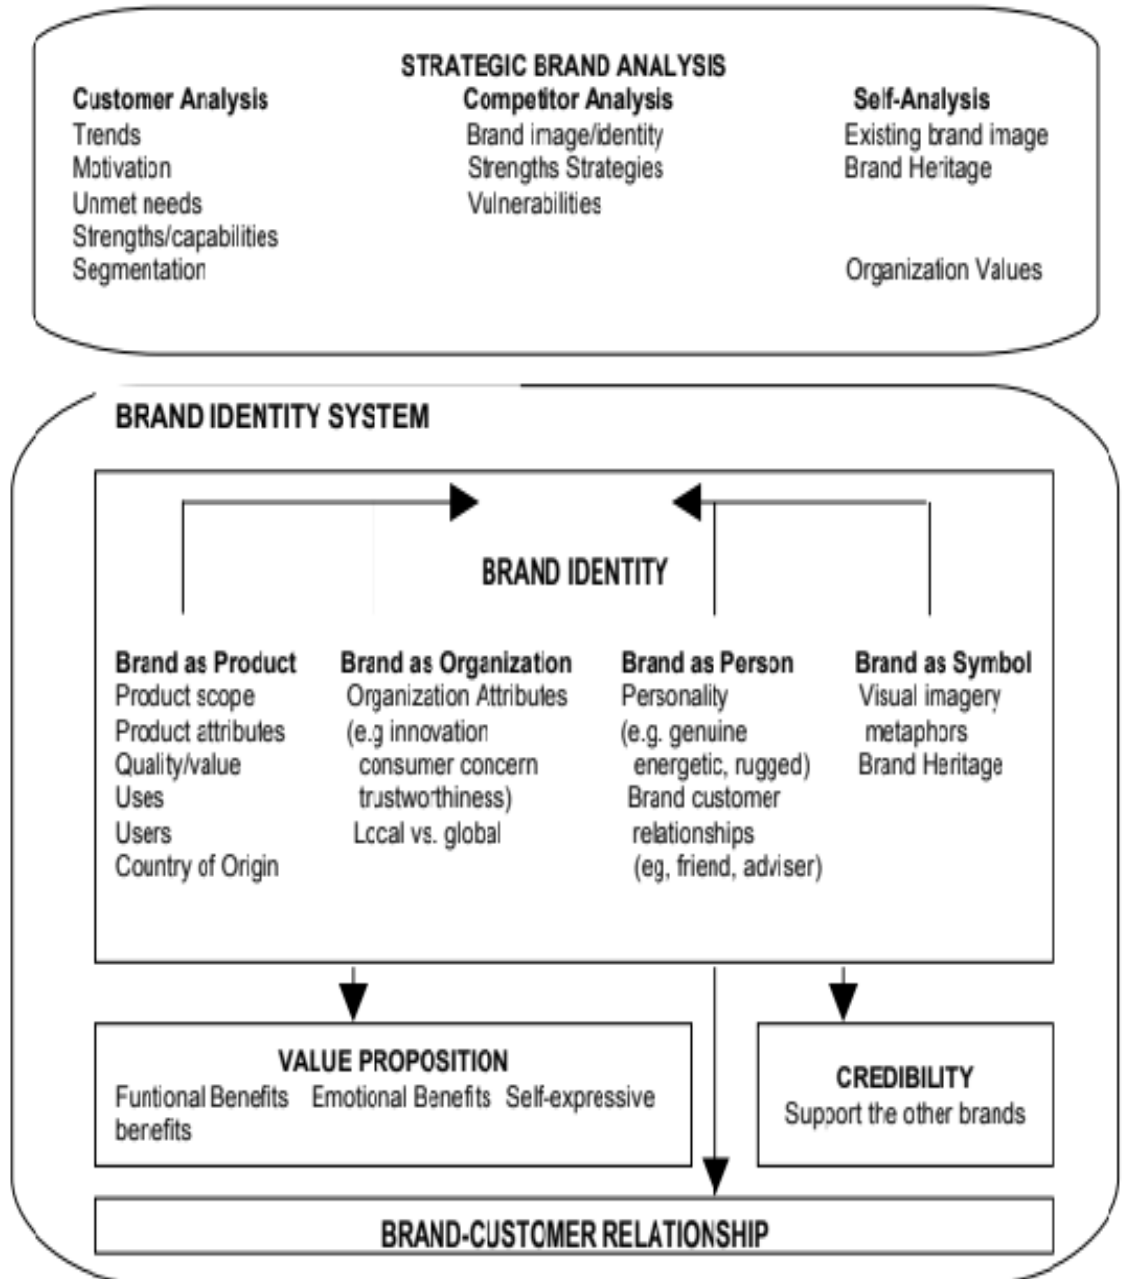 STRATEGIC BRAND ANALYSIS
Customer Analysis
Trends
Motivation
Unmet needs
Strengths/capabilities
Segmentation
Competitor Analysis
Brand image/identity
Strengths Strategies
Vulnerabilities
Self-Analysis
Existing brand image
Brand Heritage
Organization Values
BRAND IDENTITY SYSTEM
BRAND IDENTITY
Brand as Product
Product scope
Product attributes
Quality/value
Uses
Users
Country of Origin
Brand as Organization
Organization Attributes
(e.g innovation
consumer concern
trustworthiness)
Local vs. global
Brand as Person
Personality
(e.g. genuine
energetic, rugged)
Brand customer
relationships
(eg, friend, adviser)
Brand as Symbol
Visual imagery
metaphors
Brand Heritage
VALUE PROPOSITION
Funtional Benefits Emotional Benefits Self-expressive
benefits
CREDIBILITY
Support the other brands
BRAND-CUSTOMER RELATIONSHIP